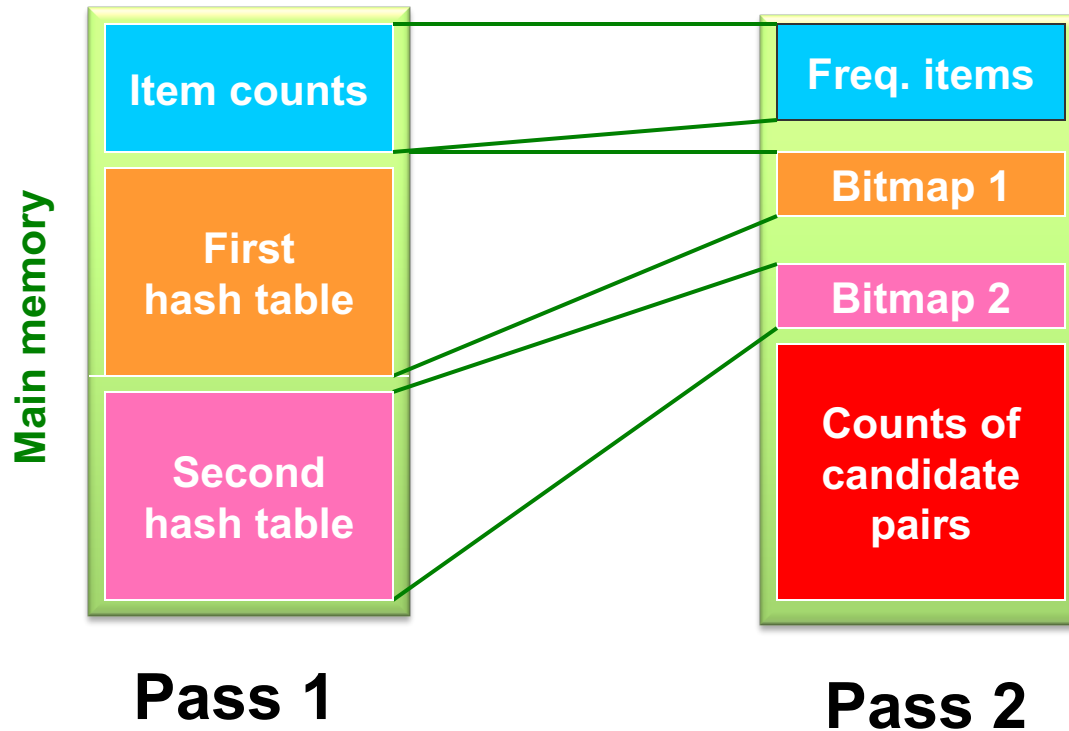 Main memory
Item counts
First
hash table
Second
hash table
Pass 1
Freq. items
Bitmap 1
Bitmap 2
Counts of
candidate
pairs
Pass 2